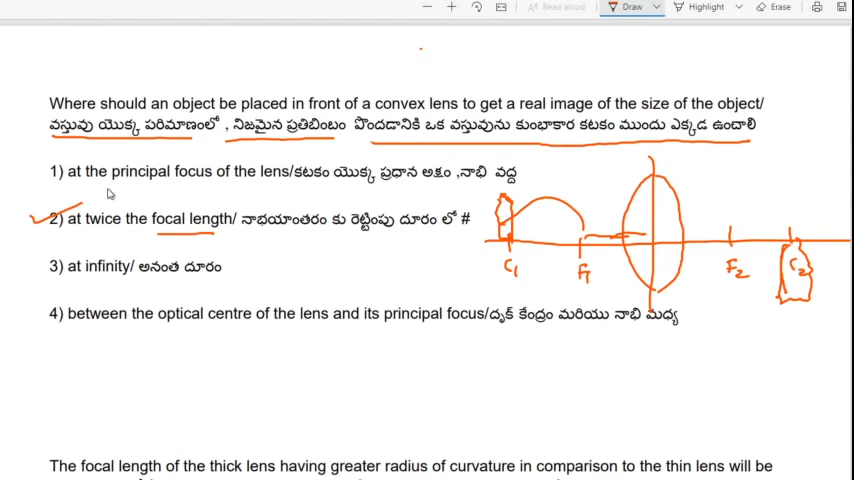 Read aloud Draw Highlight Erase
Where should an object be placed in front of a convex lens to get a real image of the size of the object/
వస్తువు యొక్క పరిమాణంలో , నిజమైన ప్రతిబింబం పొందడానికి ఒక వస్తువును కుంభాకార కటకం ముందు ఎక్కడ ఉంచాలి
1) at the principal focus of the lens/కటకం యొక్క ప్రధాన అక్షం ,నాభి వద్ద
2) at twice the focal length/ నాభయాంతరం కు రెట్టింపు దూరం లో #
C1 F1 F2 C2
3) at infinity/ అనంత దూరం
4) between the optical centre of the lens and its principal focus/దృక్ కేంద్రం మరియు నాభి మధ్య
The focal length of the thick lens having greater radius of curvature in comparison to the thin lens will be